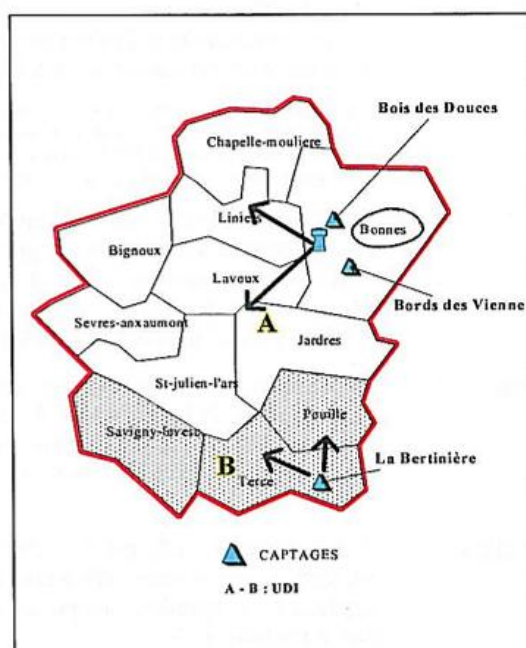 Bois des Douces
Chapelle-mouliere
Liniers
Bonnes
Bignoux
Lavoux
Bords des Vienne
A
Sevres-anxaumont
Jardres
St-julien-l'ars
Pouille
Savigny-levesc
B
La Bertinière
Terce
CAPTAGES
A - B : UDI